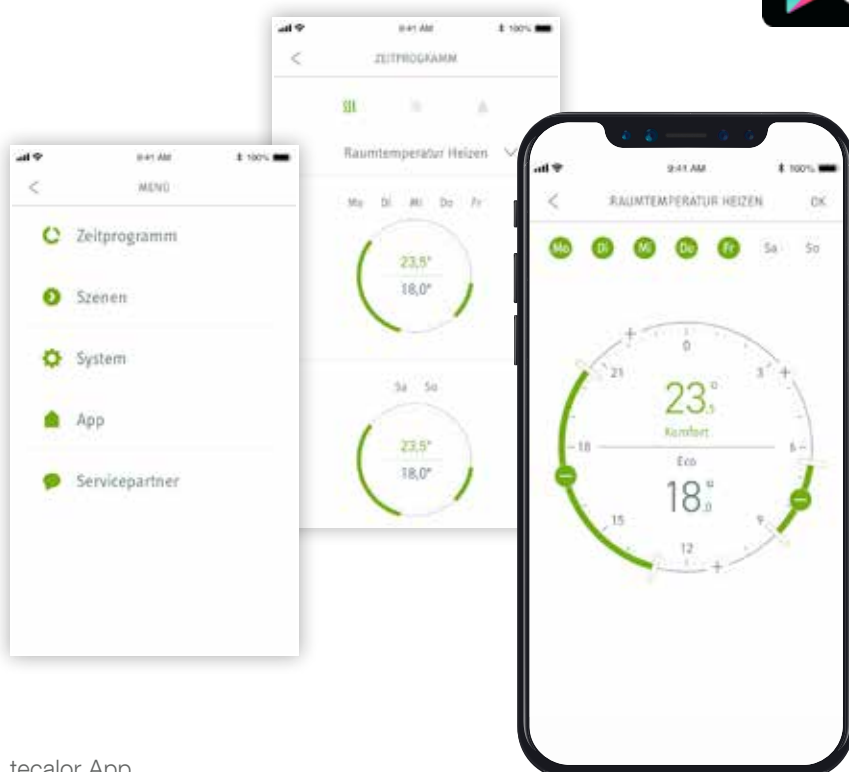 9:41 AM 100%
MENÜ
Zeitprogramm
Szenen
System
App
Servicepartner
9:41 AM 100%
ZEITPROGRAMM
Raumtemperatur Heizen
Mo Di Mi Do Fr
23,5°
18,0°
Sa So
23,5°
18,0°
9:41 AM 100%
RAUMTEMPERATUR HEIZEN OK
Mo Di Mi Do Fr Sa So
0
21 3
23,5°
Komfort
18 6
Eco
18,0°
15 9
12
tecalor App